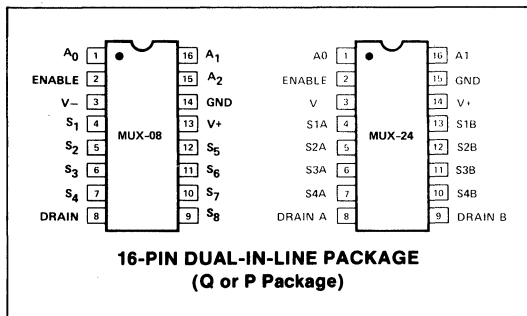 A0 1 16 A1 A0 1 16 A1
ENABLE 2 15 A2 ENABLE 2 15 GND
V- 3 14 GND V 3 14 V+
S1 4 13 V+ S1A 4 13 S1B
MUX-08 MUX-24
S2 5 12 S5 S2A 5 12 S2B
S3 6 11 S6 S3A 6 11 S3B
S4 7 10 S7 S4A 7 10 S4B
DRAIN 8 9 S8 DRAIN A 8 9 DRAIN B
16-PIN DUAL-IN-LINE PACKAGE
(Q or P Package)